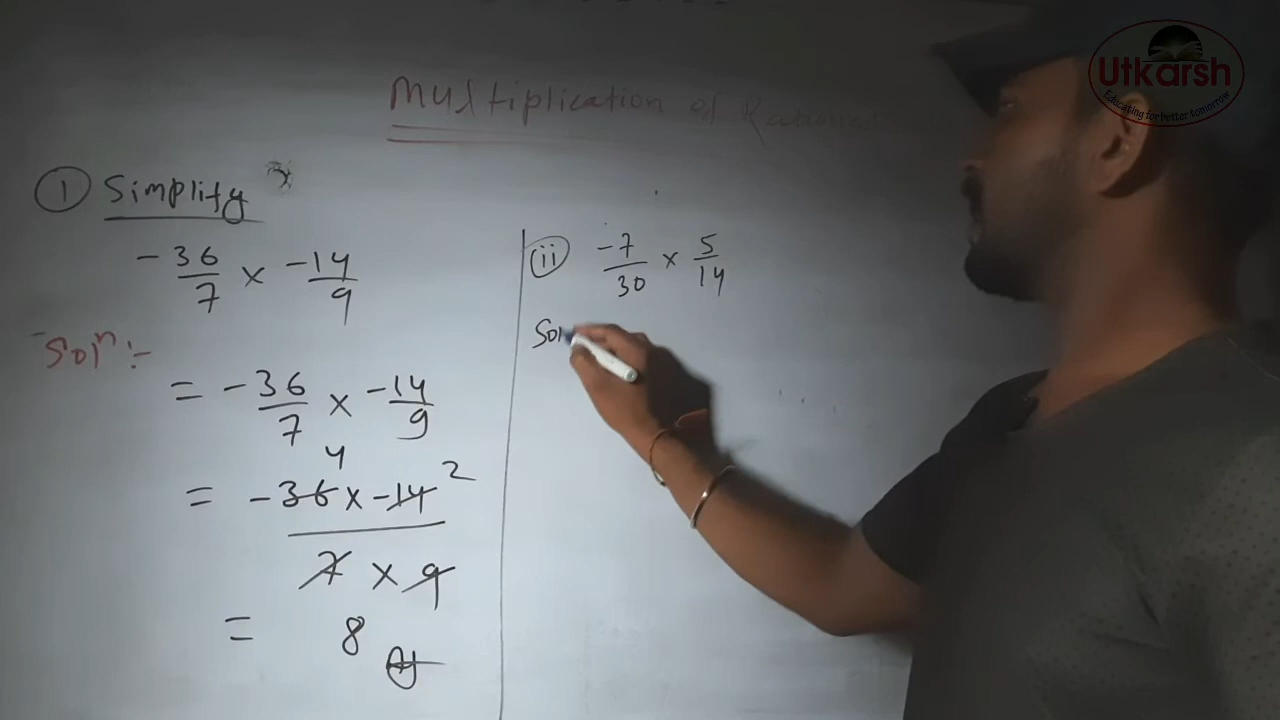 Utkarsh
Educating for better tomorrow
Multiplication of
① Simplify
-36/7 × -14/9
Solⁿ:-
= -36/7 × -14/9
4
= -36 × -14 2
7 × 9
= 8
(ii) -7/30 × 5/14
Sol